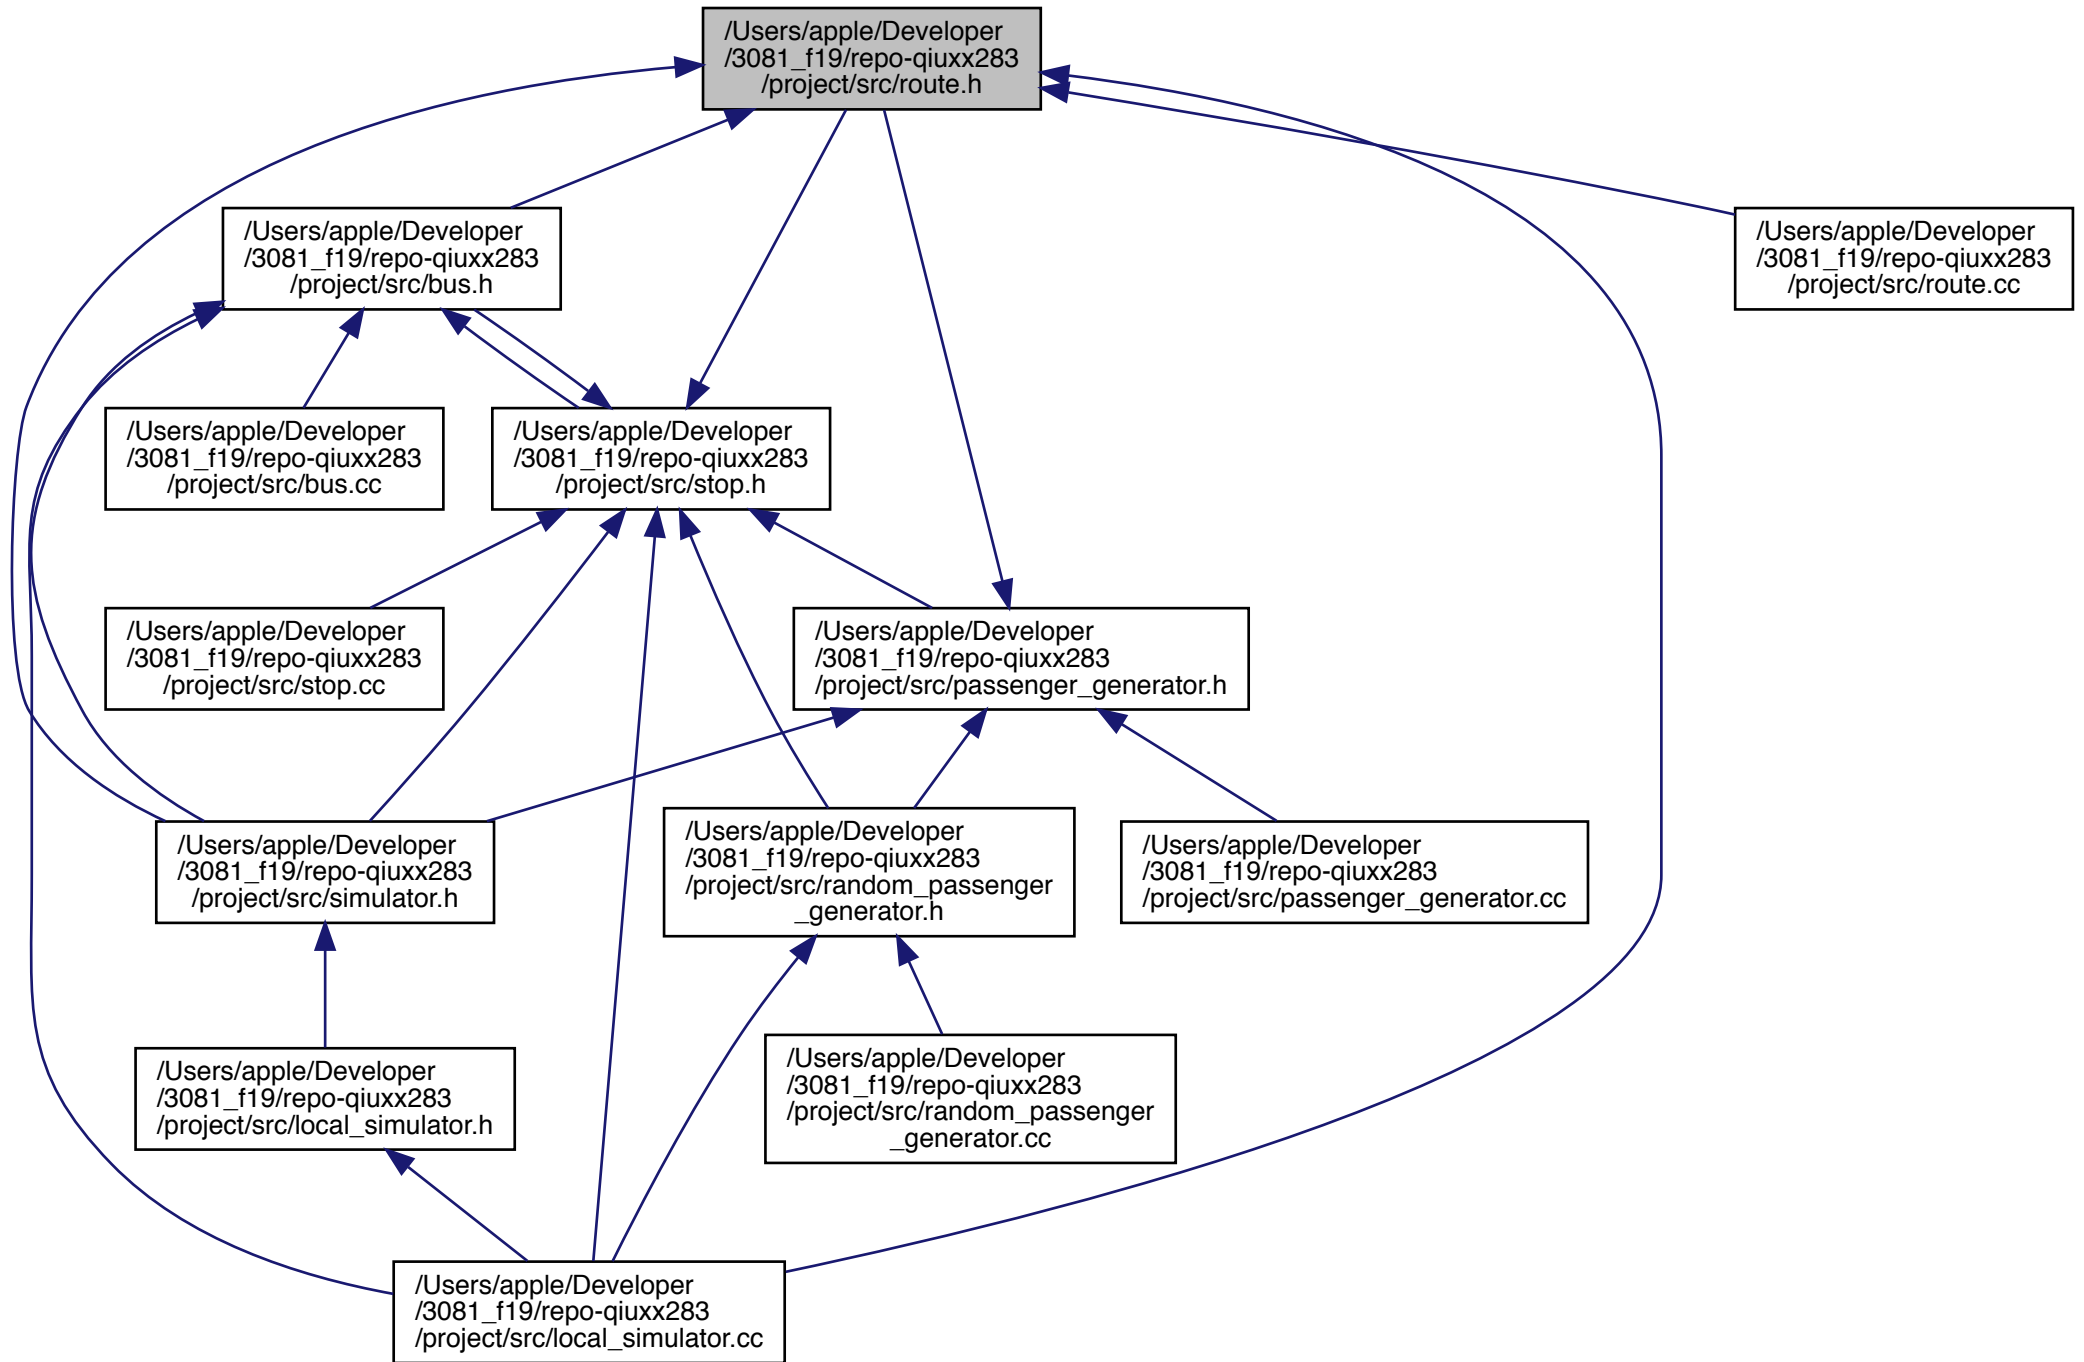 /Users/apple/Developer
/3081_f19/repo-qiuxx283
/project/src/route.h
/Users/apple/Developer
/3081_f19/repo-qiuxx283
/project/src/bus.h
/Users/apple/Developer
/3081_f19/repo-qiuxx283
/project/src/route.cc
/Users/apple/Developer
/3081_f19/repo-qiuxx283
/project/src/bus.cc
/Users/apple/Developer
/3081_f19/repo-qiuxx283
/project/src/stop.h
/Users/apple/Developer
/3081_f19/repo-qiuxx283
/project/src/stop.cc
/Users/apple/Developer
/3081_f19/repo-qiuxx283
/project/src/passenger_generator.h
/Users/apple/Developer
/3081_f19/repo-qiuxx283
/project/src/simulator.h
/Users/apple/Developer
/3081_f19/repo-qiuxx283
/project/src/random_passenger
_generator.h
/Users/apple/Developer
/3081_f19/repo-qiuxx283
/project/src/passenger_generator.cc
/Users/apple/Developer
/3081_f19/repo-qiuxx283
/project/src/local_simulator.h
/Users/apple/Developer
/3081_f19/repo-qiuxx283
/project/src/random_passenger
_generator.cc
/Users/apple/Developer
/3081_f19/repo-qiuxx283
/project/src/local_simulator.cc